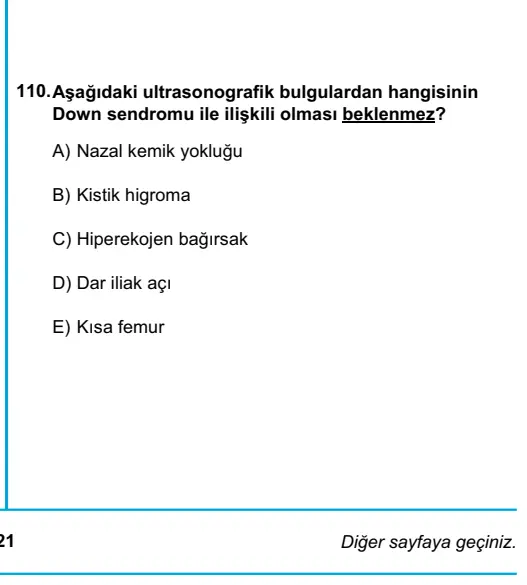 110. Aşağıdaki ultrasonografik bulgulardan hangisinin
Down sendromu ile ilişkili olması beklenmez?
A) Nazal kemik yokluğu
B) Kistik higroma
C) Hiperekojen bağırsak
D) Dar iliak açı
E) Kısa femur
21
Diğer sayfaya geçiniz.